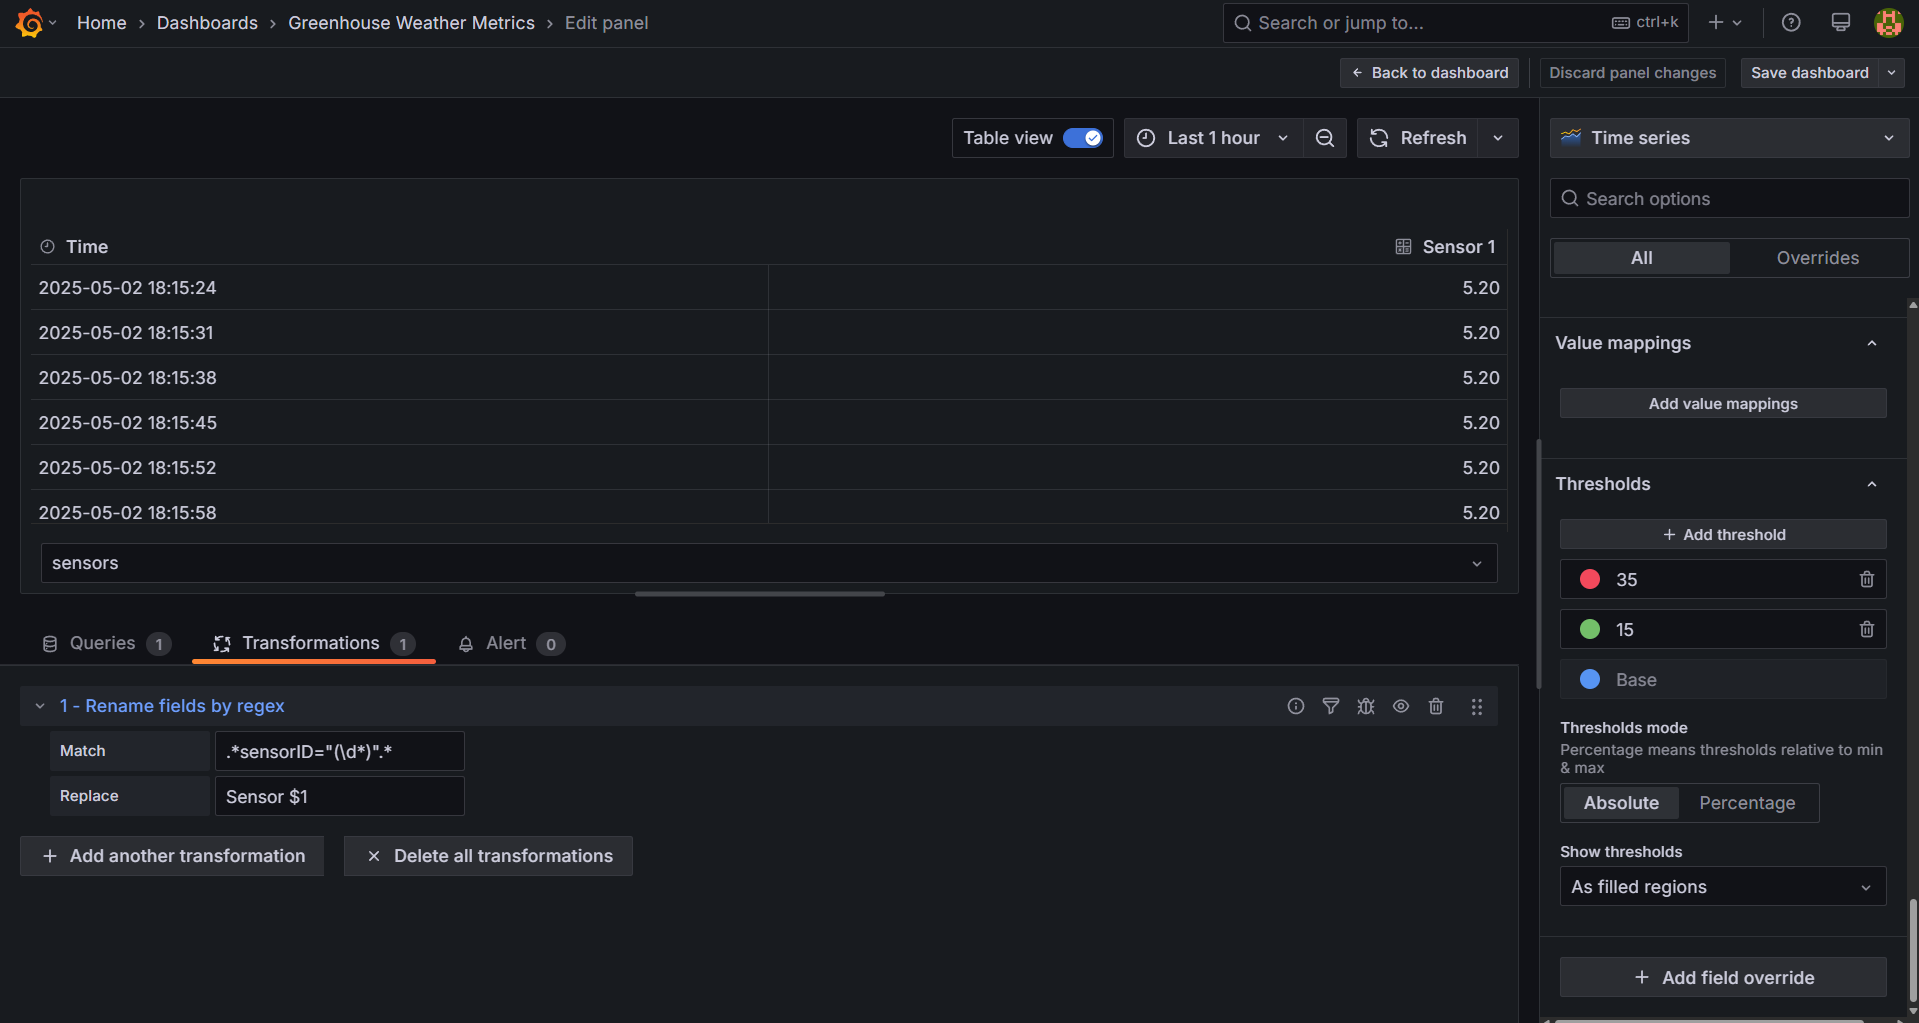 Home › Dashboards › Greenhouse Weather Metrics › Edit panel
Search or jump to... ctrl+k
Back to dashboard
Discard panel changes
Save dashboard
Table view
Last 1 hour
Refresh
Time series
Search options
All
Overrides
Time Sensor 1
2025-05-02 18:15:24 5.20
2025-05-02 18:15:31 5.20
2025-05-02 18:15:38 5.20
2025-05-02 18:15:45 5.20
2025-05-02 18:15:52 5.20
2025-05-02 18:15:58 5.20
sensors
Queries 1
Transformations 1
Alert 0
1 - Rename fields by regex
Match .*sensorID="(\d*)".*
Replace Sensor $1
Add another transformation
Delete all transformations
Value mappings
Add value mappings
Thresholds
Add threshold
35
15
Base
Thresholds mode
Percentage means thresholds relative to min
& max
Absolute
Percentage
Show thresholds
As filled regions
Add field override